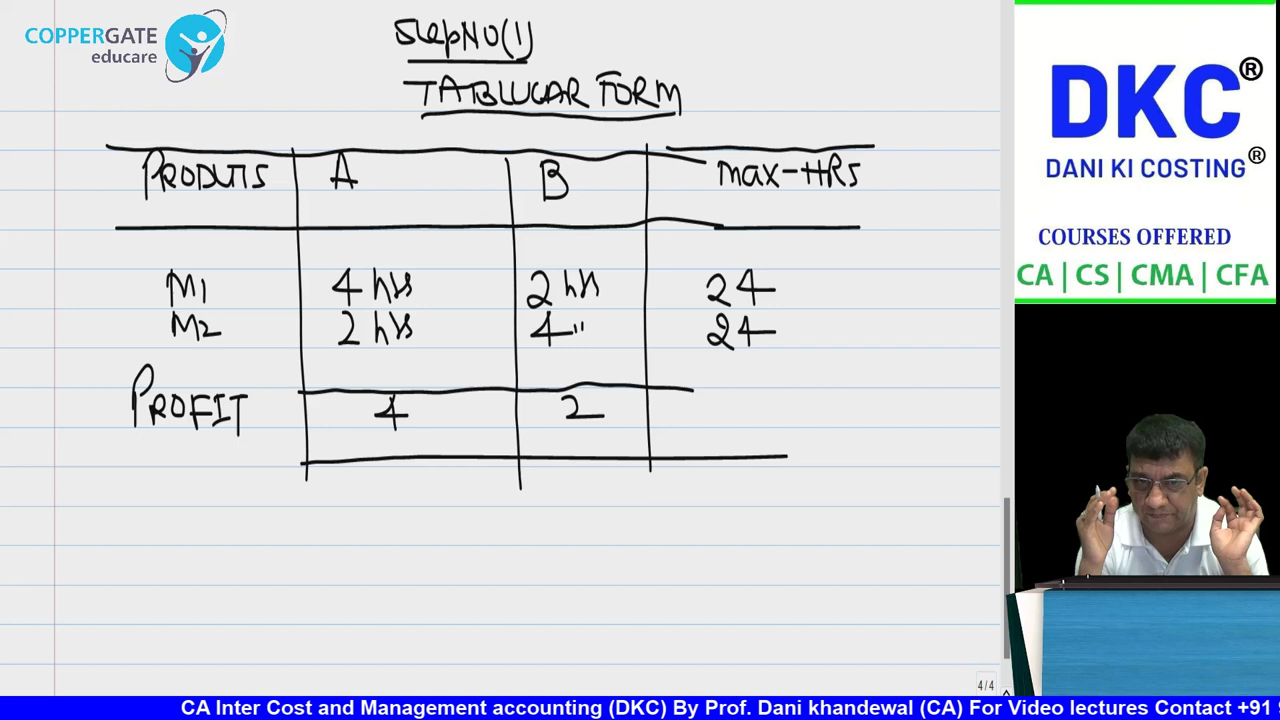 COPPERGATE
educare
StepNO(1)
TABLUCAR FORM
PRODUTS A B max-HRS
M1 4 hrs 2 hrs 24
M2 2 hrs 4 " 24
PROFIT 4 2
DKC®
DANI KI COSTING®
COURSES OFFERED
CA | CS | CMA | CFA
4/4
CA Inter Cost and Management accounting (DKC) By Prof. Dani khandewal (CA) For Video lectures Contact +91